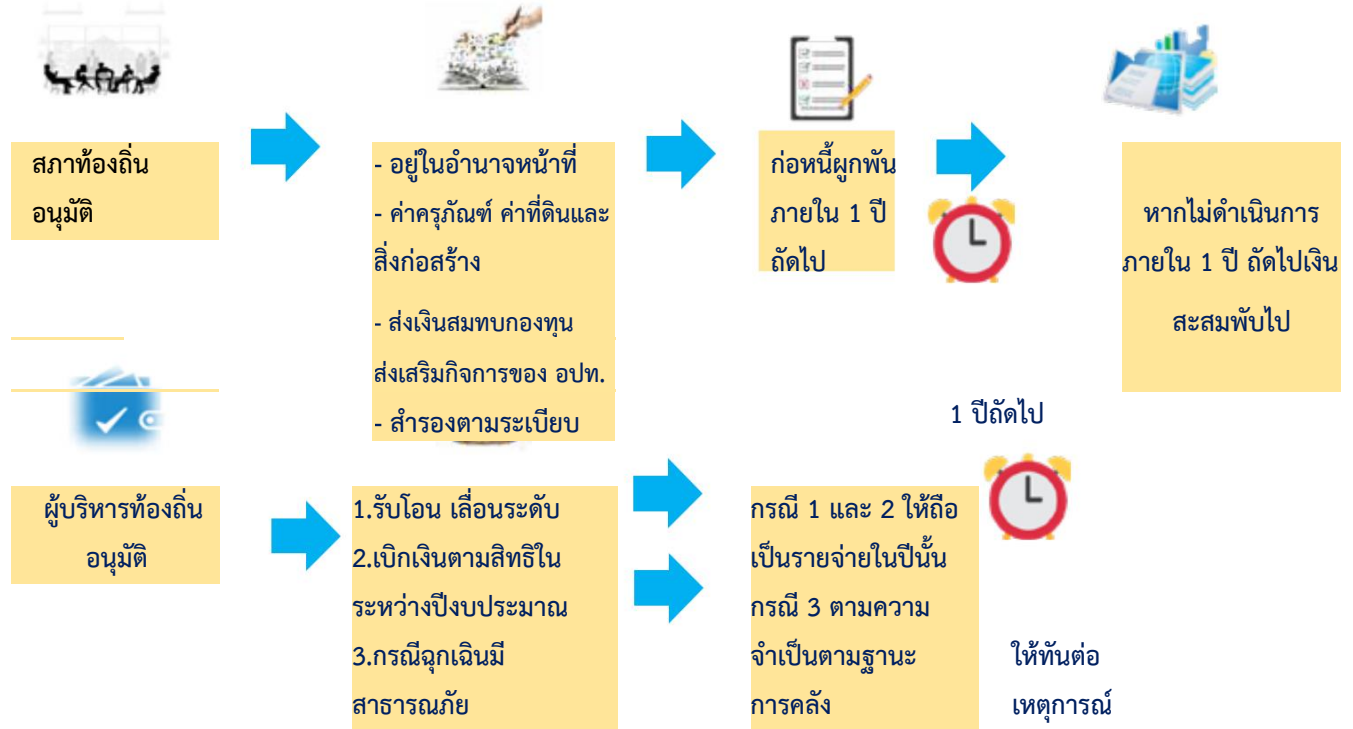 สภาท้องถิ่น
อนุมัติ
- อยู่ในอำนาจหน้าที่
- ค่าครุภัณฑ์ ค่าที่ดินและ
สิ่งก่อสร้าง
- ส่งเงินสมทบกองทุน
ส่งเสริมกิจการของ อปท.
- สำรองตามระเบียบ
ก่อหนี้ผูกพัน
ภายใน 1 ปี
ถัดไป
หากไม่ดำเนินการ
ภายใน 1 ปี ถัดไปเงิน
สะสมพับไป
1 ปีถัดไป
ผู้บริหารท้องถิ่น
อนุมัติ
1.รับโอน เลื่อนระดับ
2.เบิกเงินตามสิทธิใน
ระหว่างปีงบประมาณ
3.กรณีฉุกเฉินมี
สาธารณภัย
กรณี 1 และ 2 ให้ถือ
เป็นรายจ่ายในปีนั้น
กรณี 3 ตามความ
จำเป็นตามฐานะ
การคลัง
ให้ทันต่อ
เหตุการณ์